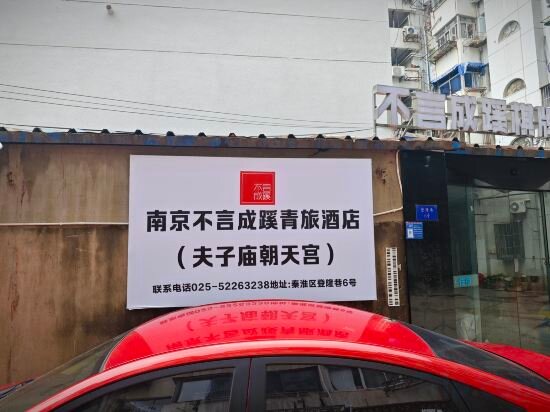 不言成蹊棋牌
不言
成蹊
南京不言成蹊青旅酒店
（夫子庙朝天宫）
联系电话025-52263238地址:秦淮区登隆巷6号